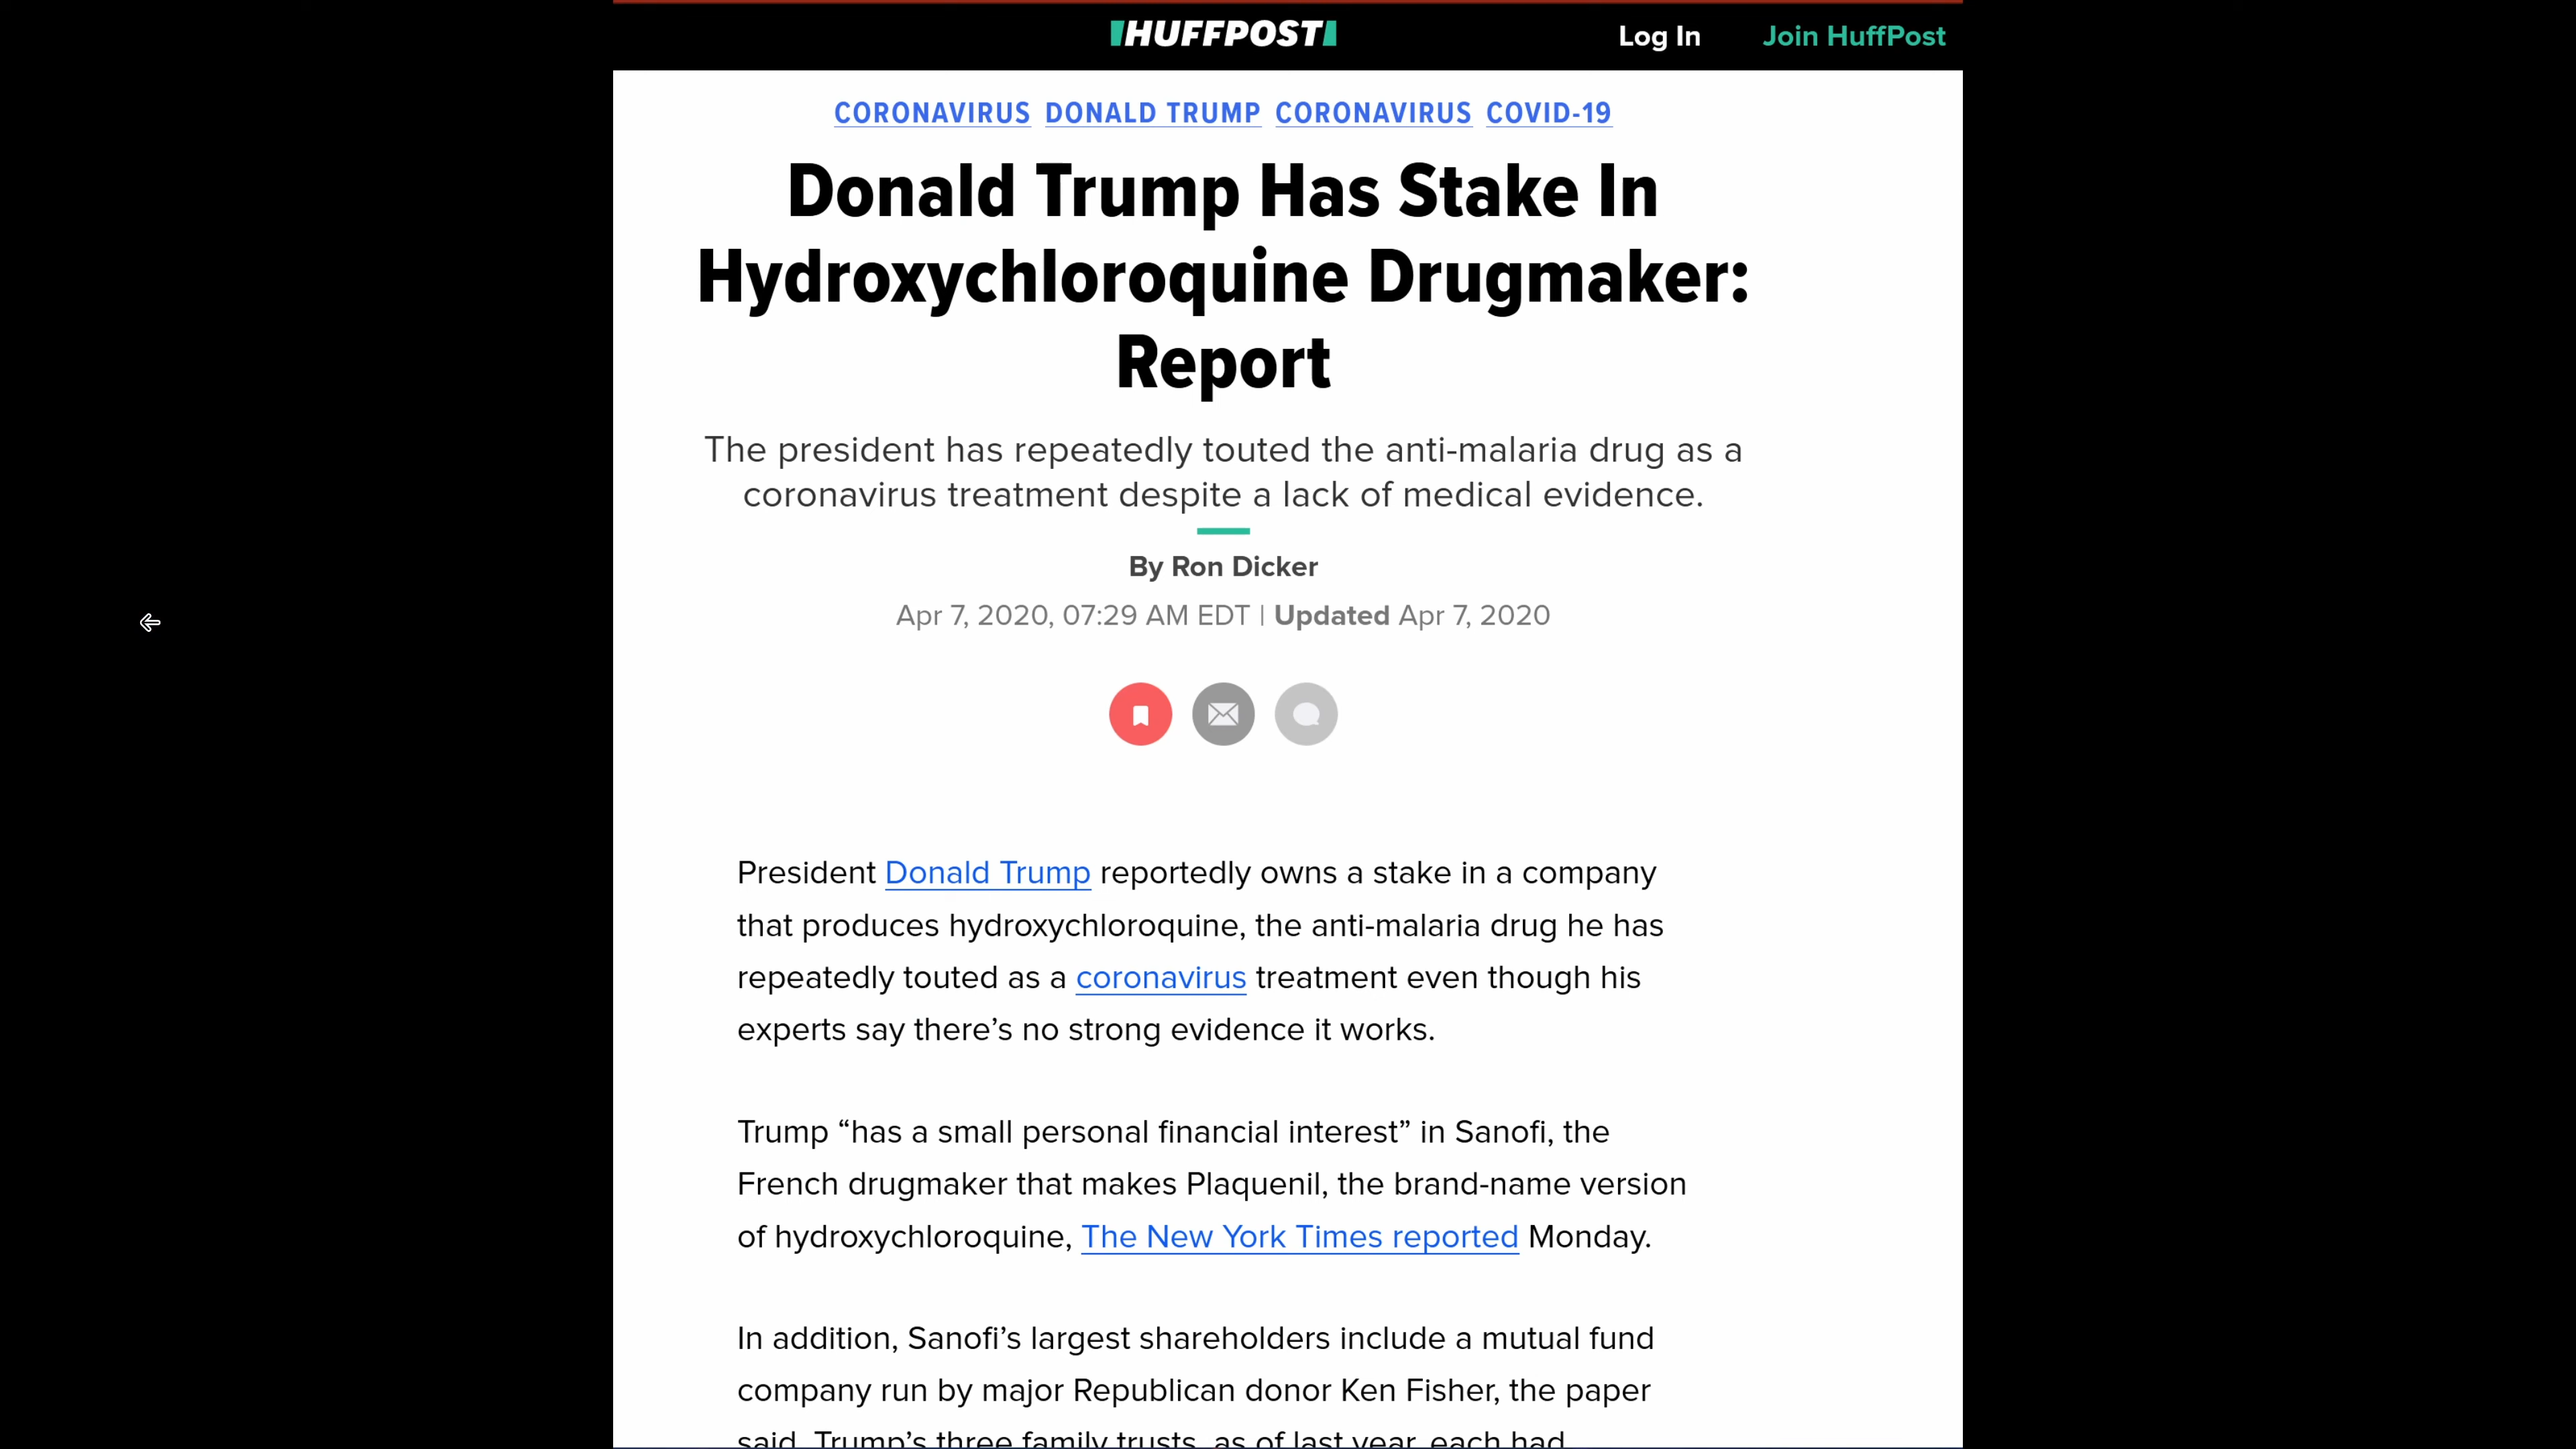 HUFFPOST
Log In
Join HuffPost
CORONAVIRUS DONALD TRUMP CORONAVIRUS COVID-19
Donald Trump Has Stake In
Hydroxychloroquine Drugmaker:
Report
The president has repeatedly touted the anti-malaria drug as a
coronavirus treatment despite a lack of medical evidence.
By Ron Dicker
Apr 7, 2020, 07:29 AM EDT | Updated Apr 7, 2020
President Donald Trump reportedly owns a stake in a company
that produces hydroxychloroquine, the anti-malaria drug he has
repeatedly touted as a coronavirus treatment even though his
experts say there’s no strong evidence it works.
Trump “has a small personal financial interest” in Sanofi, the
French drugmaker that makes Plaquenil, the brand-name version
of hydroxychloroquine, The New York Times reported Monday.
In addition, Sanofi’s largest shareholders include a mutual fund
company run by major Republican donor Ken Fisher, the paper
said. Trump’s three family trusts, as of last year, each had